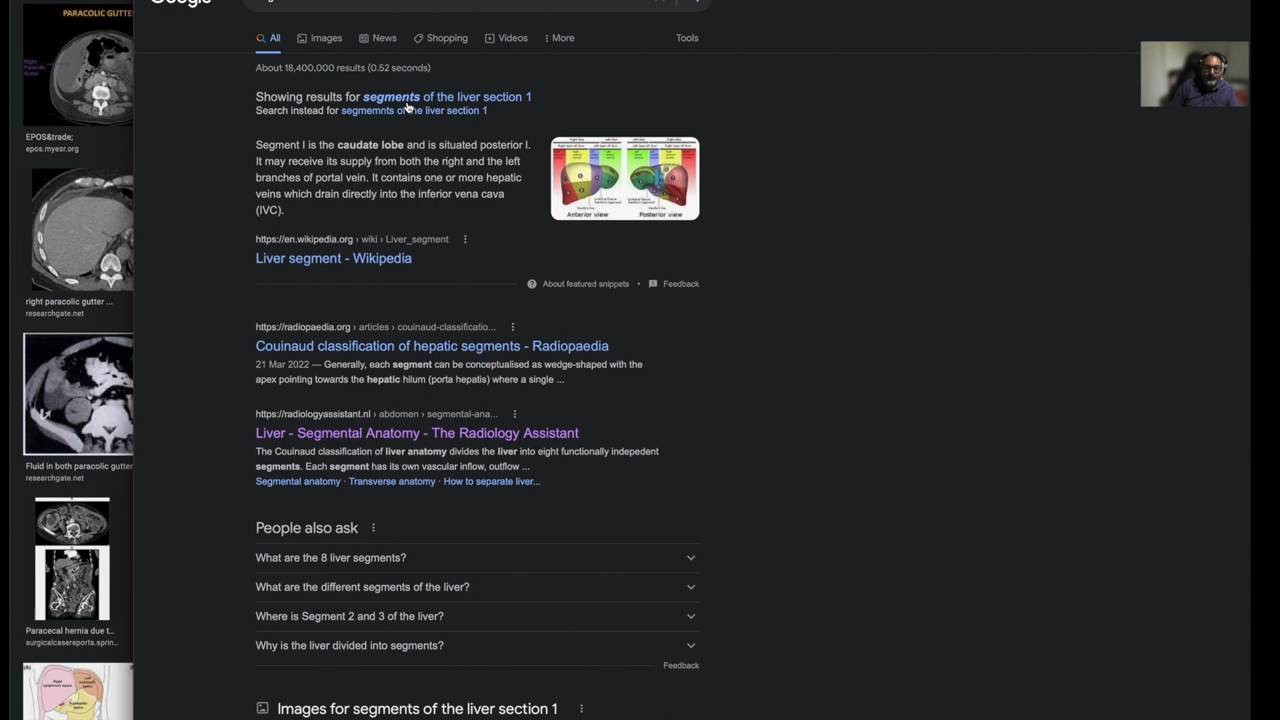 PARACOLIC GUTTE
Right
Paracolic
Gutter
EPOS&trade;
epos.myesr.org
right paracolic gutter ...
researchgate.net
Fluid in both paracolic gutter
researchgate.net
Paracecal hernia due t...
surgicalcasereports.sprin...
(A)
(B)
Google
All
Images
News
Shopping
Videos
More
Tools
About 18,400,000 results (0.52 seconds)
Showing results for segments of the liver section 1
Search instead for segmemnts of the liver section 1
Segment I is the caudate lobe and is situated posterior I.
It may receive its supply from both the right and the left
branches of portal vein. It contains one or more hepatic
veins which drain directly into the inferior vena cava
(IVC).
Anterior view
Posterior view
https://en.wikipedia.org › wiki › Liver_segment
Liver segment - Wikipedia
About featured snippets • Feedback
https://radiopaedia.org › articles › couinaud-classificatio...
Couinaud classification of hepatic segments - Radiopaedia
21 Mar 2022 — Generally, each segment can be conceptualised as wedge-shaped with the
apex pointing towards the hepatic hilum (porta hepatis) where a single ...
https://radiologyassistant.nl › abdomen › segmental-ana...
Liver - Segmental Anatomy - The Radiology Assistant
The Couinaud classification of liver anatomy divides the liver into eight functionally indepedent
segments. Each segment has its own vascular inflow, outflow ...
Segmental anatomy · Transverse anatomy · How to separate liver...
People also ask
What are the 8 liver segments?
What are the different segments of the liver?
Where is Segment 2 and 3 of the liver?
Why is the liver divided into segments?
Feedback
Images for segments of the liver section 1